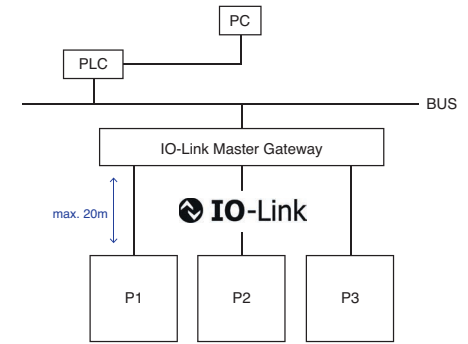 PC
PLC
BUS
IO-Link Master Gateway
max. 20m
IO-Link
P1
P2
P3